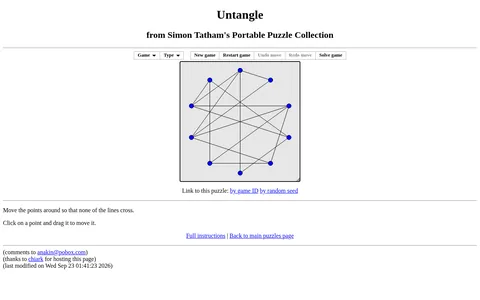 Untangle
from Simon Tatham's Portable Puzzle Collection
Game Type New game Restart game Undo move Redo move Solve game
Link to this puzzle: by game ID by random seed
Move the points around so that none of the lines cross.
Click on a point and drag it to move it.
Full instructions | Back to main puzzles page
(comments to anakin@pobox.com)
(thanks to chiark for hosting this page)
(last modified on Wed Sep 23 01:41:23 2026)